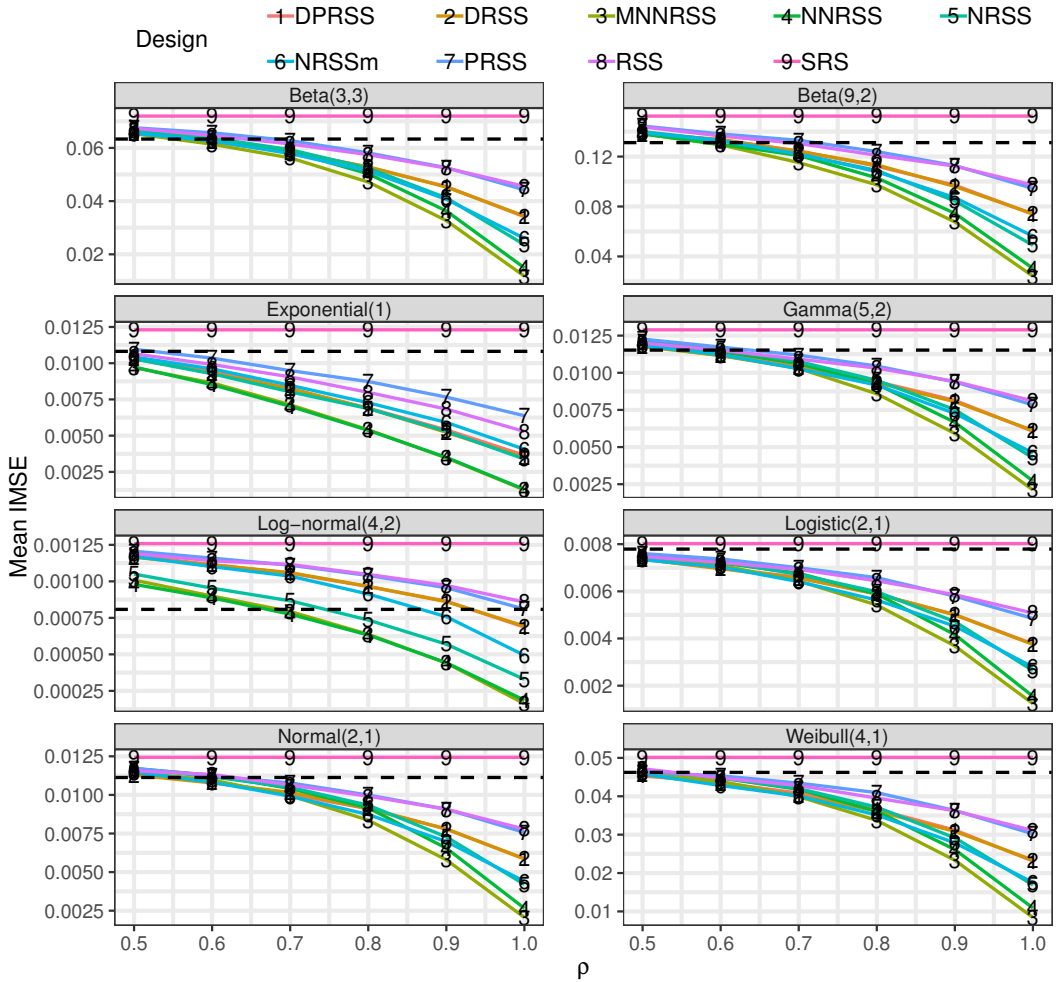 Design
1 DPRSS 2 DRSS 3 MNNRSS 4 NNRSS 5 NRSS
6 NRSSm 7 PRSS 8 RSS 9 SRS
Mean IMSE
Beta(3,3)
0.06
0.04
0.02
Beta(9,2)
0.12
0.08
0.04
Exponential(1)
0.0125
0.0100
0.0075
0.0050
0.0025
Gamma(5,2)
0.0125
0.0100
0.0075
0.0050
0.0025
Log−normal(4,2)
0.00125
0.00100
0.00075
0.00050
0.00025
Logistic(2,1)
0.008
0.006
0.004
0.002
Normal(2,1)
0.0125
0.0100
0.0075
0.0050
0.0025
Weibull(4,1)
0.05
0.04
0.03
0.02
0.01
0.5 0.6 0.7 0.8 0.9 1.0
0.5 0.6 0.7 0.8 0.9 1.0
ρ